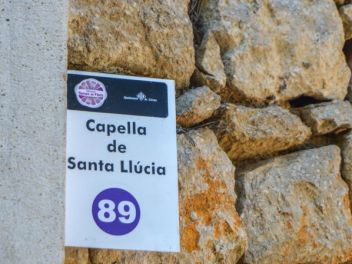 Capella
de
Santa Llúcia
89